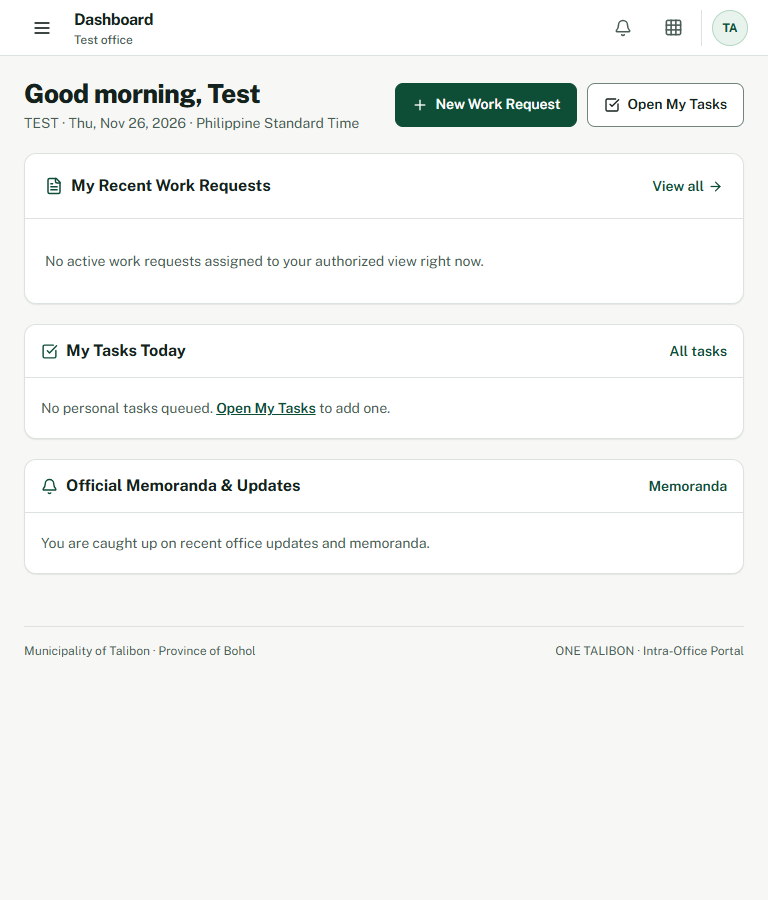 Dashboard
Test office
TA
Good morning, Test
TEST · Thu, Nov 26, 2026 · Philippine Standard Time
New Work Request
Open My Tasks
My Recent Work Requests
View all →
No active work requests assigned to your authorized view right now.
My Tasks Today
All tasks
No personal tasks queued. Open My Tasks to add one.
Official Memoranda & Updates
Memoranda
You are caught up on recent office updates and memoranda.
Municipality of Talibon · Province of Bohol
ONE TALIBON · Intra-Office Portal